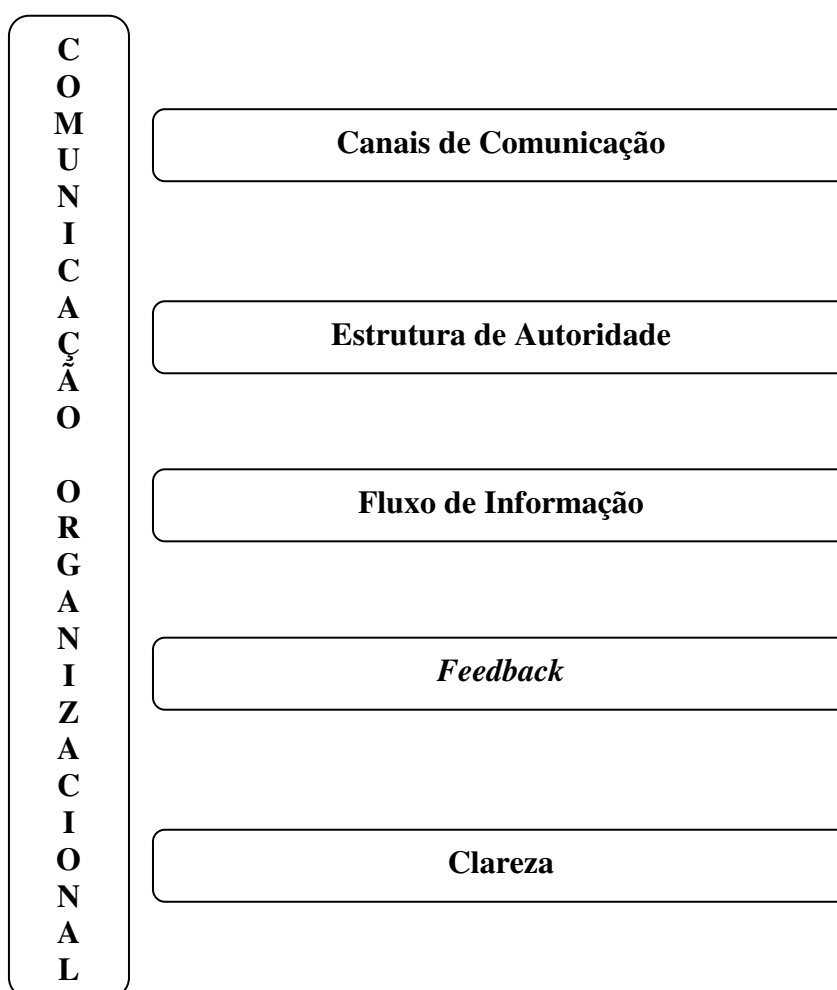 COMUNICAÇÃO ORGANIZACIONAL
Canais de Comunicação
Estrutura de Autoridade
Fluxo de Informação
Feedback
Clareza